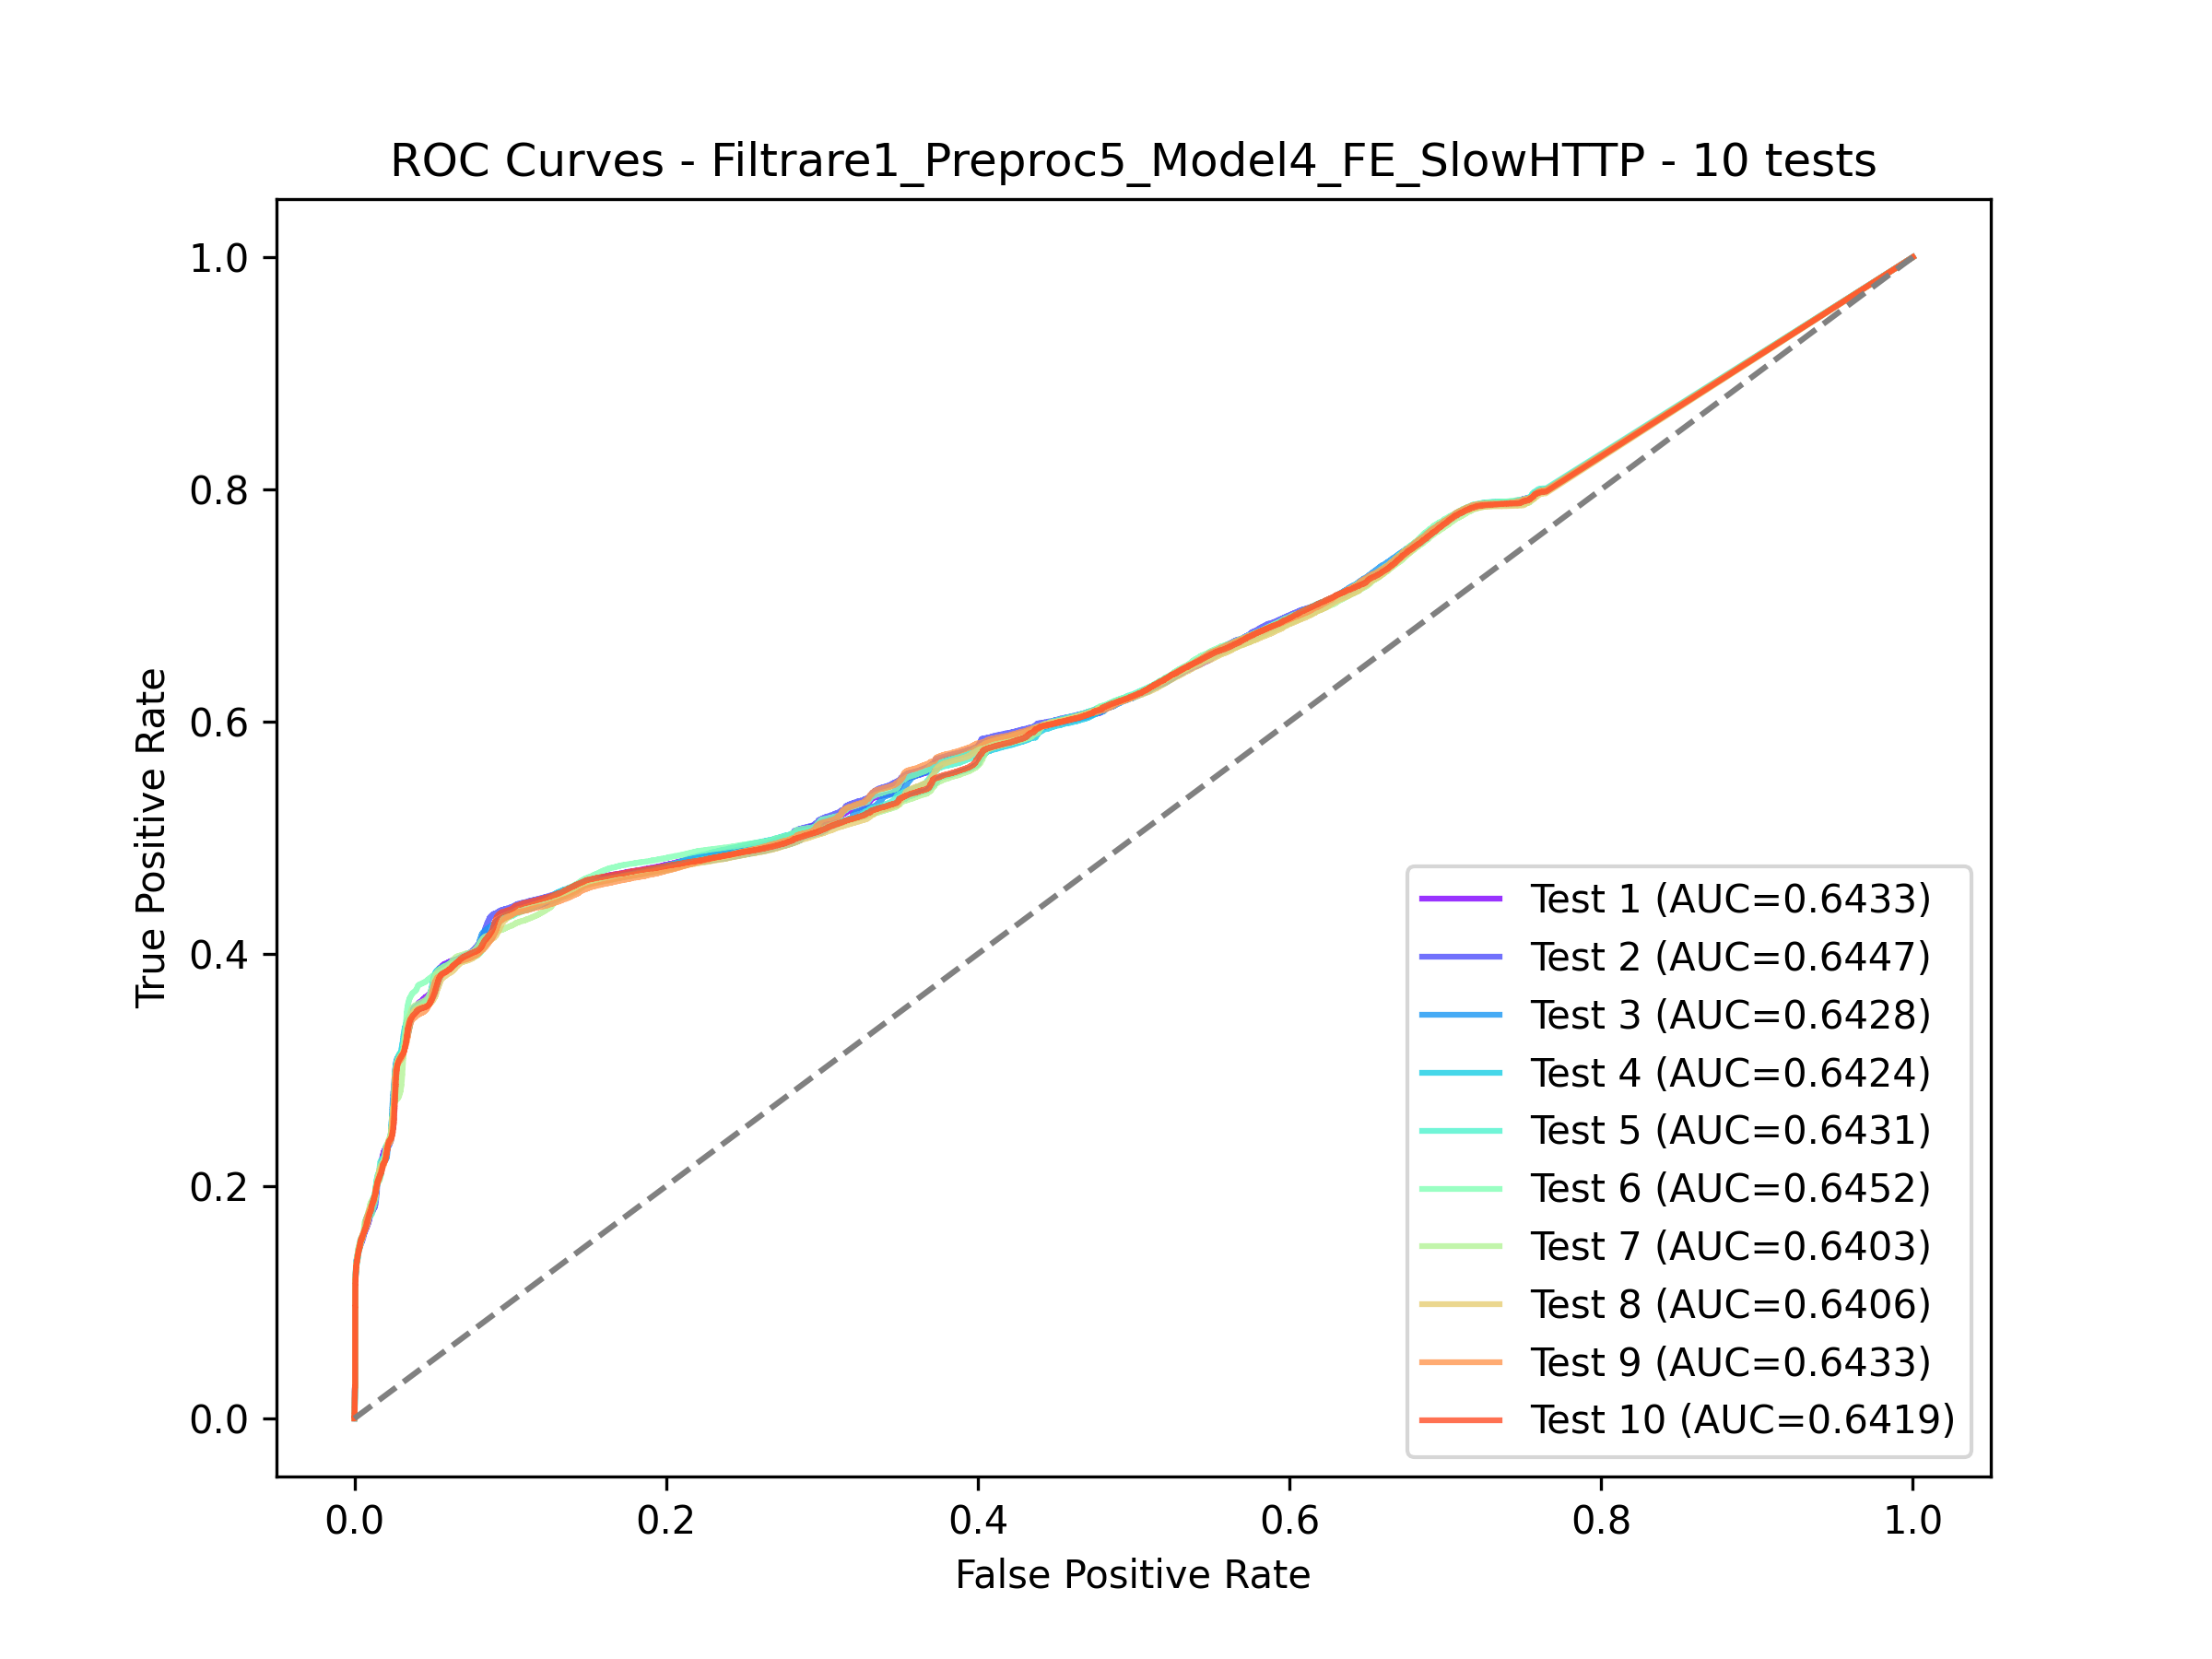 ROC Curves - Filtrare1_Preproc5_Model4_FE_SlowHTTP - 10 tests
True Positive Rate
1.0
0.8
0.6
0.4
0.2
0.0
Test 1 (AUC=0.6433)
Test 2 (AUC=0.6447)
Test 3 (AUC=0.6428)
Test 4 (AUC=0.6424)
Test 5 (AUC=0.6431)
Test 6 (AUC=0.6452)
Test 7 (AUC=0.6403)
Test 8 (AUC=0.6406)
Test 9 (AUC=0.6433)
Test 10 (AUC=0.6419)
0.0 0.2 0.4 0.6 0.8 1.0
False Positive Rate